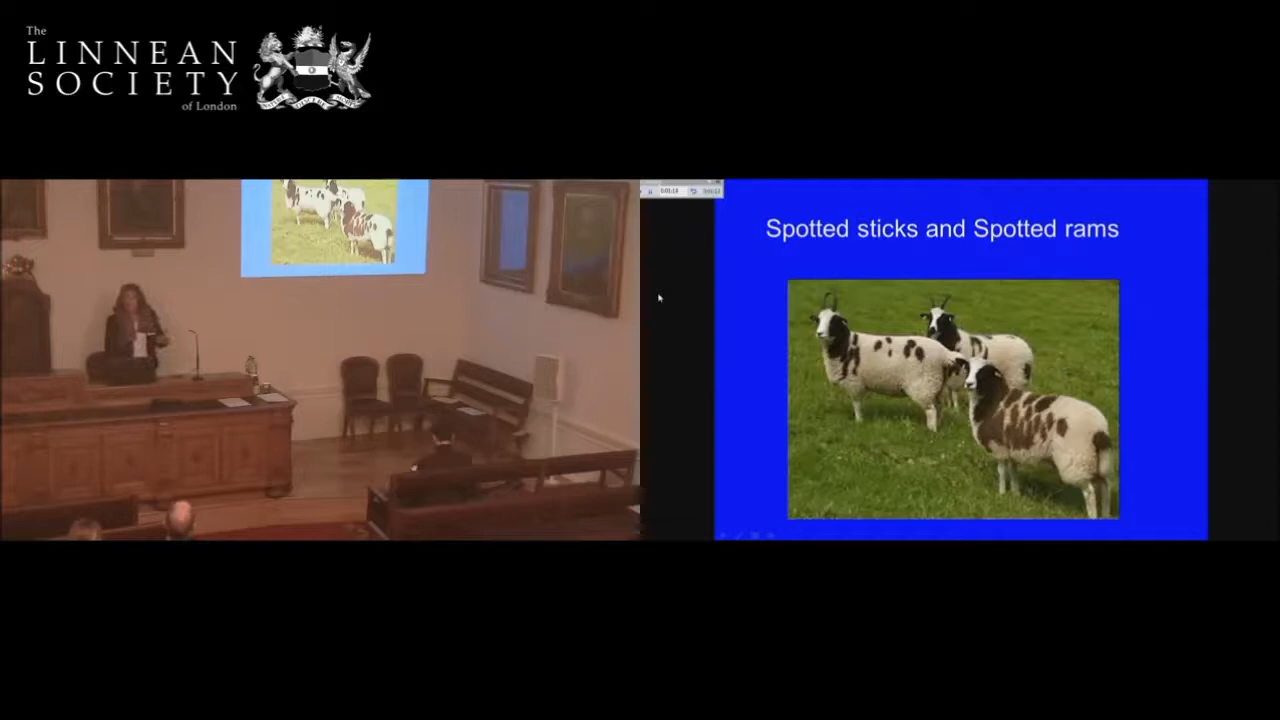 The
LINNEAN
SOCIETY
of London
Spotted sticks and Spotted rams